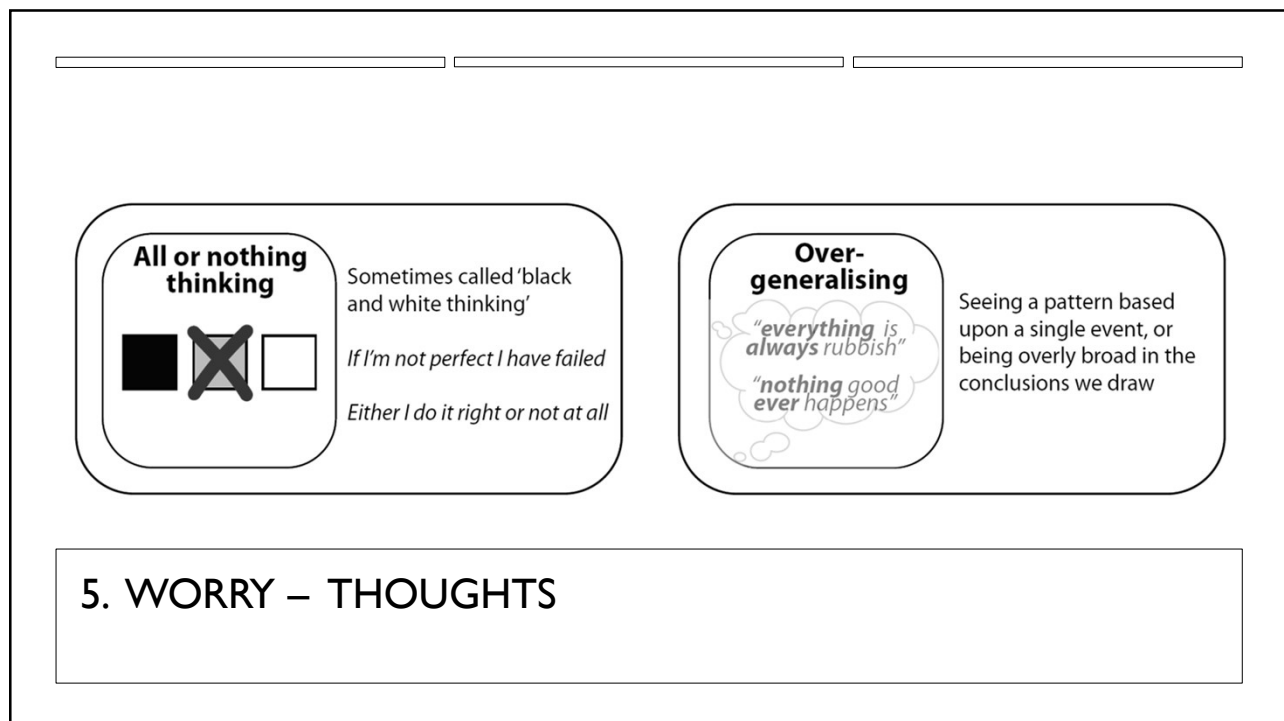 All or nothing
thinking
Sometimes called ‘black
and white thinking’
If I’m not perfect I have failed
Either I do it right or not at all
Over-
generalising
“everything is
always rubbish”
“nothing good
ever happens”
Seeing a pattern based
upon a single event, or
being overly broad in the
conclusions we draw
5. WORRY – THOUGHTS